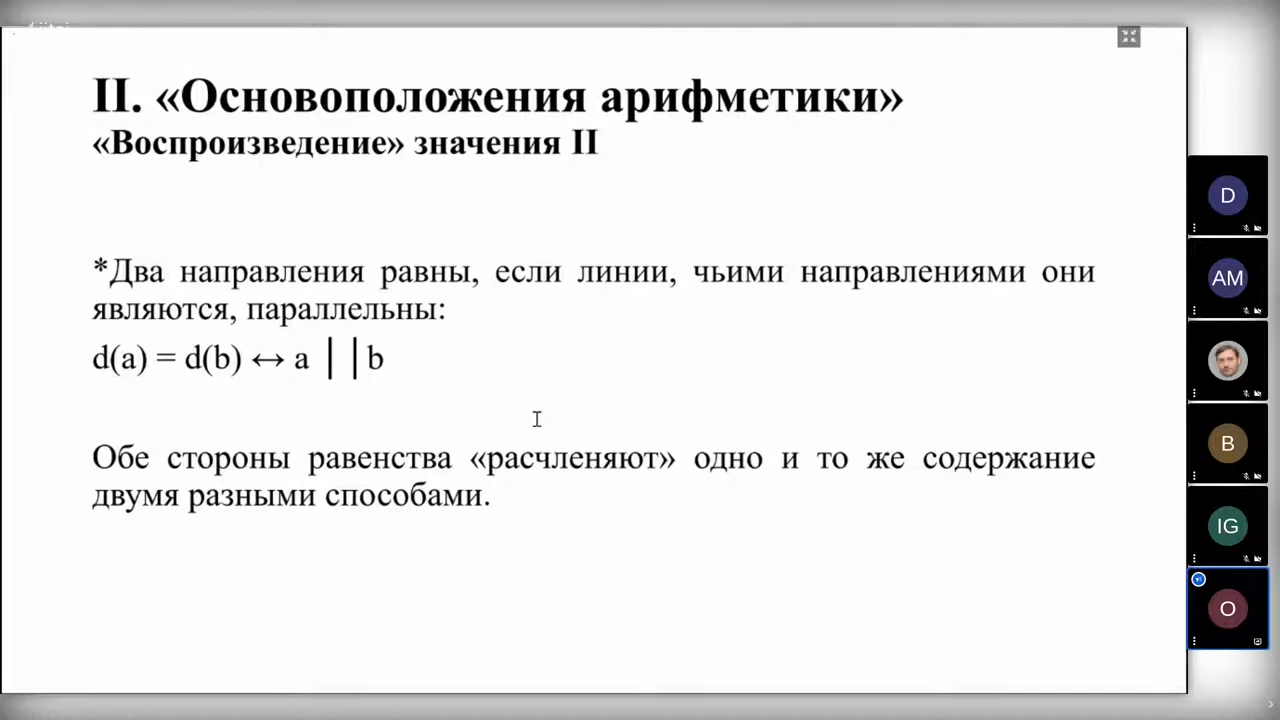 II. «Основоположения арифметики»
«Воспроизведение» значения II
*Два направления равны, если линии, чьими направлениями они
являются, параллельны:
d(a) = d(b) ↔ a ││b
Обе стороны равенства «расчленяют» одно и то же содержание
двумя разными способами.
D
AM
B
IG
O